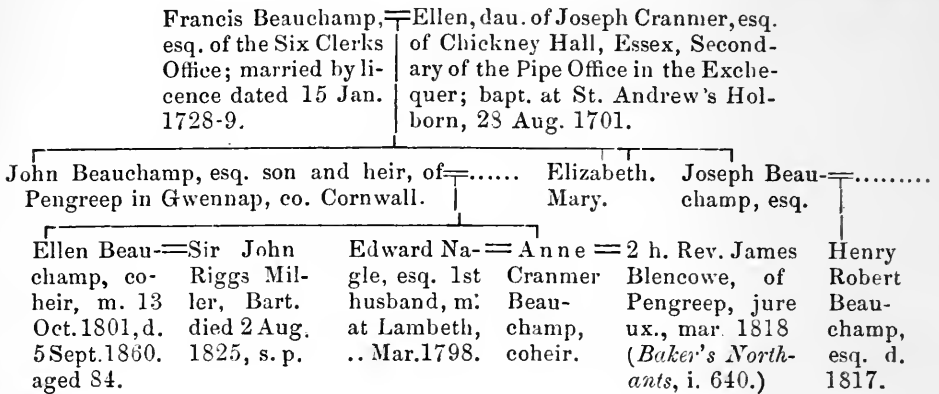 Francis Beauchamp,
esq. of the Six Clerks
Office; married by li-
cence dated 15 Jan.
1728-9.
Ellen, dau. of Joseph Cranmer, esq.
of Chickney Hall, Essex, Second-
ary of the Pipe Office in the Exche-
quer; bapt. at St. Andrew's Hol-
born, 28 Aug. 1701.
John Beauchamp, esq. son and heir, of
Pengreep in Gwennap, co. Cornwall.
......
Elizabeth.
Mary.
Joseph Beau-
champ, esq.
.........
Ellen Beau-
champ, co-
heir, m. 13
Oct. 1801, d.
5 Sept. 1860.
aged 84.
Sir John
Riggs Mil-
ler, Bart.
died 2 Aug.
1825, s. p.
Edward Na-
gle, esq. 1st
husband, m.
at Lambeth,
.. Mar. 1798.
Anne
Cranmer
Beau-
champ,
coheir.
2 h. Rev. James
Blencowe, of
Pengreep, jure
ux., mar. 1818
(Baker's North-
ants, i. 640.)
Henry
Robert
Beau-
champ,
esq. d.
1817.